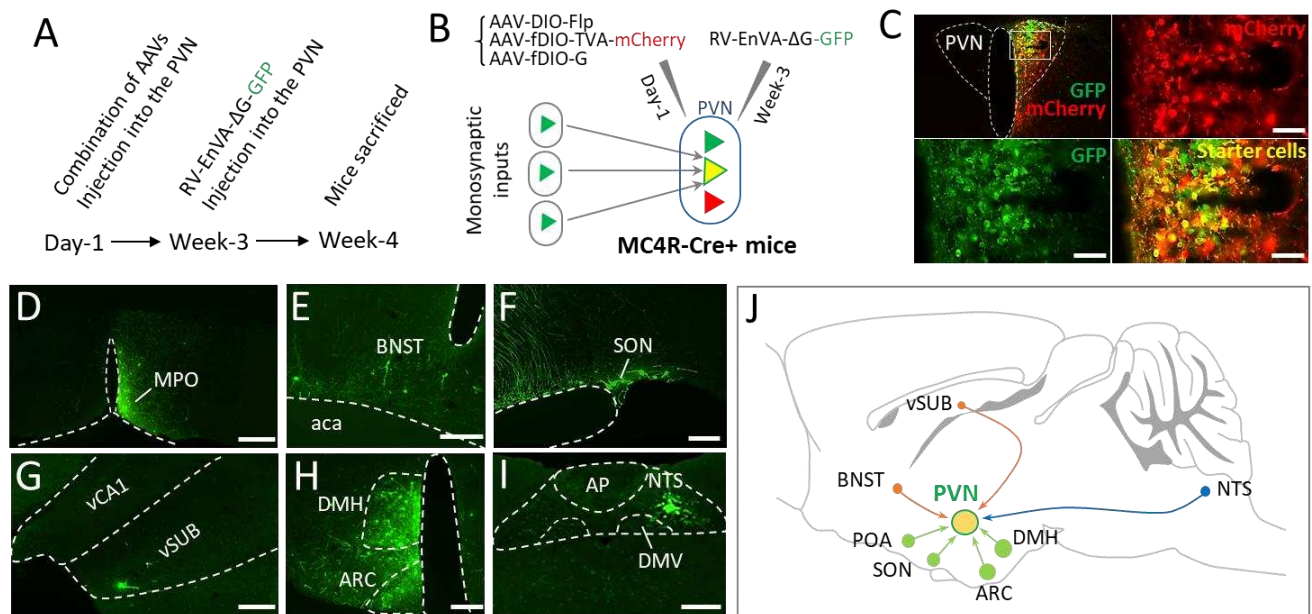 A
Combination of AAVs
Injection into the PVN
RV-EnVA-ΔG-GFP
Injection into the PVN
Mice sacrificed
Day-1
Week-3
Week-4
B
AAV-DIO-Flp
AAV-fDIO-TVA-mCherry
AAV-fDIO-G
RV-EnVA-ΔG-GFP
Day-1
PVN
Week-3
Monosynaptic
inputs
MC4R-Cre+ mice
C
PVN
GFP
mCherry
mCherry
GFP
Starter cells
D
MPO
E
BNST
aca
F
SON
G
vCA1
vSUB
H
DMH
ARC
I
AP
NTS
DMV
J
vSUB
BNST
PVN
NTS
POA
DMH
SON
ARC